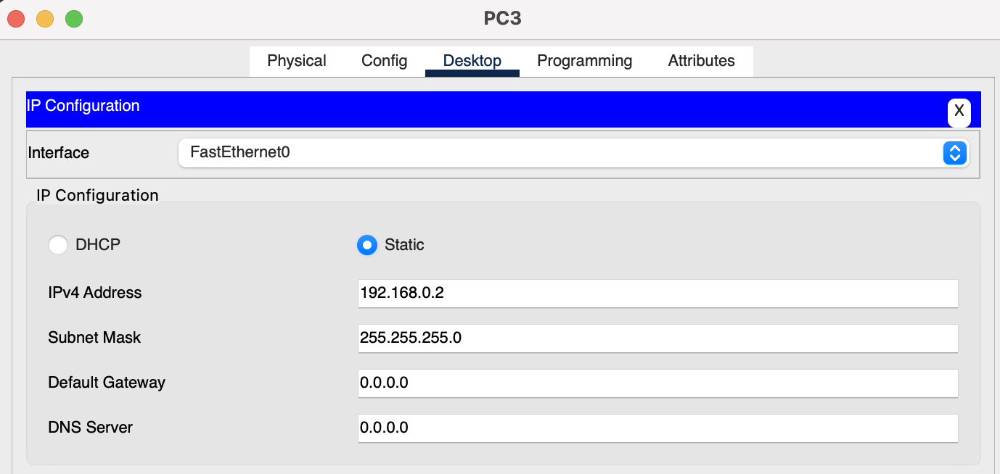 PC3
Physical Config Desktop Programming Attributes
IP Configuration X
Interface FastEthernet0
IP Configuration
DHCP Static
IPv4 Address 192.168.0.2
Subnet Mask 255.255.255.0
Default Gateway 0.0.0.0
DNS Server 0.0.0.0